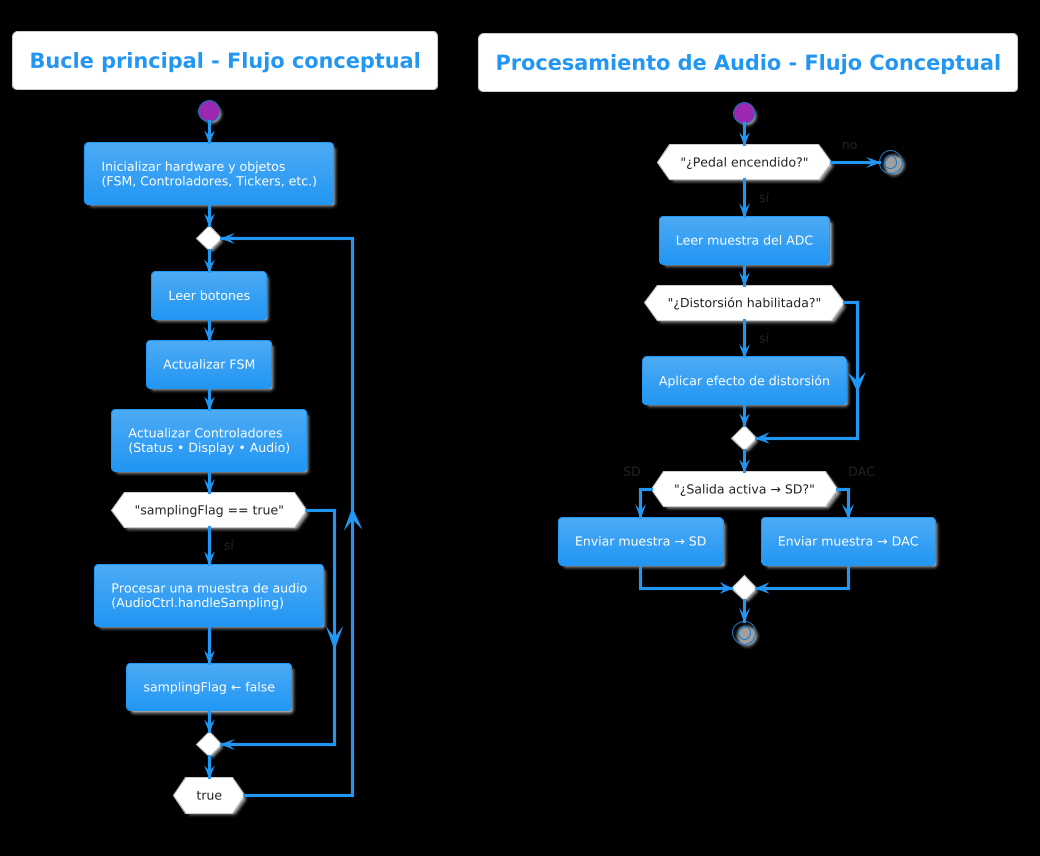 Bucle principal - Flujo conceptual
Inicializar hardware y objetos
(FSM, Controladores, Tickers, etc.)
Leer botones
Actualizar FSM
Actualizar Controladores
(Status • Display • Audio)
"samplingFlag == true"
sí
Procesar una muestra de audio
(AudioCtrl.handleSampling)
samplingFlag ← false
true
Procesamiento de Audio - Flujo Conceptual
"¿Pedal encendido?"
no
sí
Leer muestra del ADC
"¿Distorsión habilitada?"
sí
Aplicar efecto de distorsión
"¿Salida activa → SD?"
SD
DAC
Enviar muestra → SD
Enviar muestra → DAC